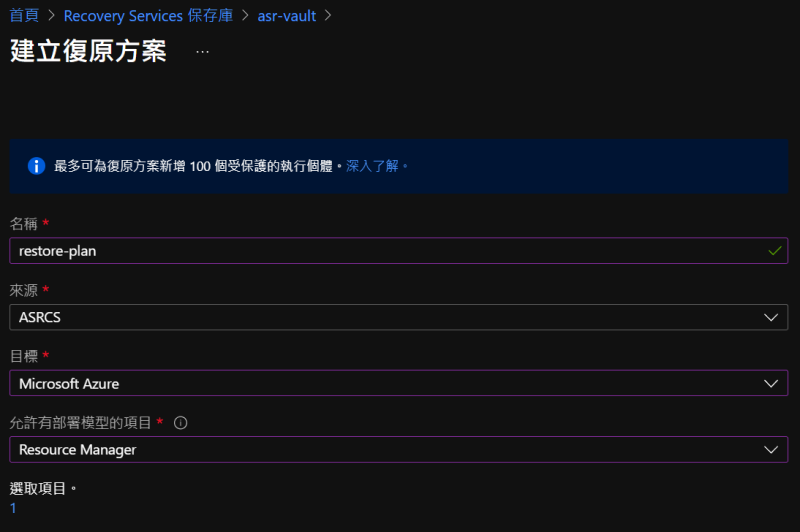 首頁 > Recovery Services 保存庫 > asr-vault >
建立復原方案 ...
最多可為復原方案新增 100 個受保護的執行個體。深入了解。
名稱 *
restore-plan
來源 *
ASRCS
目標 *
Microsoft Azure
允許有部署模型的項目 *
Resource Manager
選取項目。
1